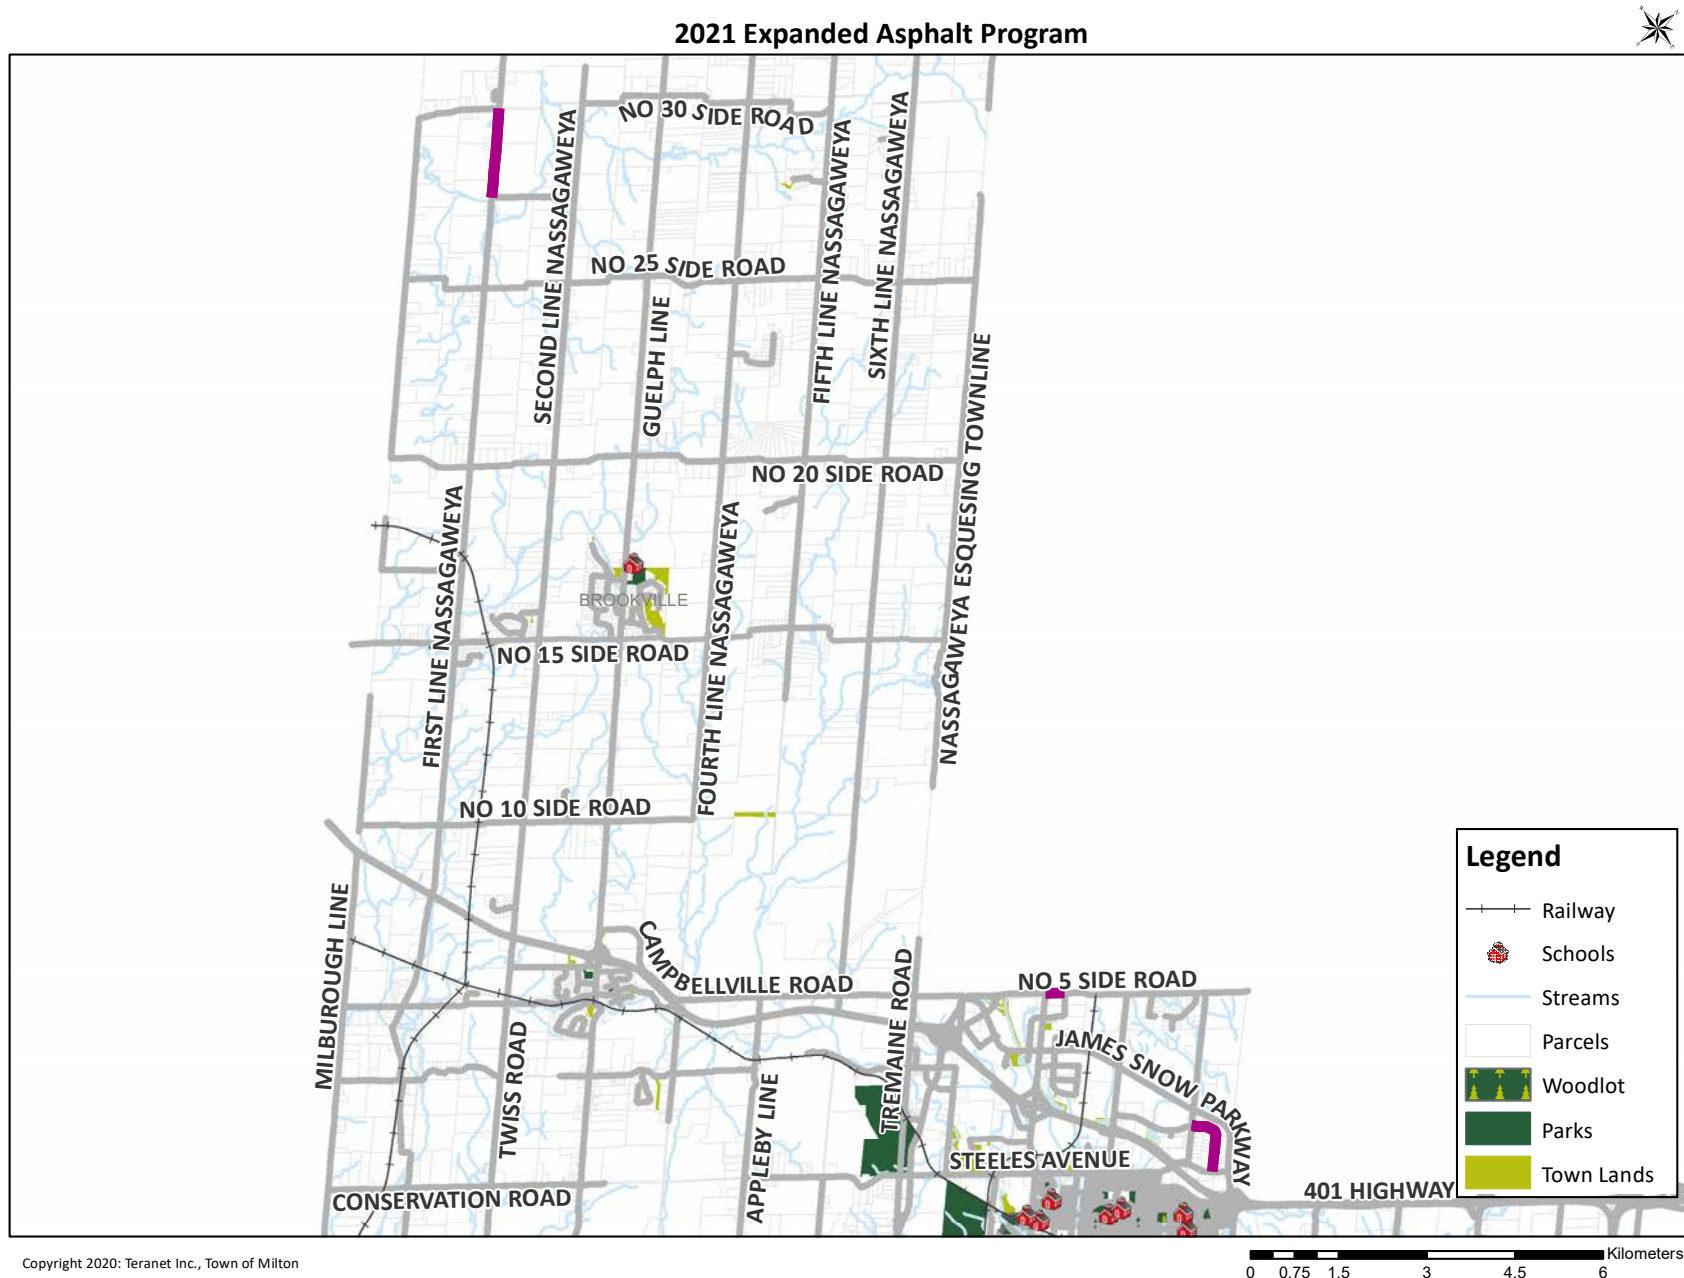 2021 Expanded Asphalt Program
NO 30 SIDE ROAD
SECOND LINE NASSAGAWEYA
FIFTH LINE NASSAGAWEYA
SIXTH LINE NASSAGAWEYA
NO 25 SIDE ROAD
GUELPH LINE
NASSAGAWEYA ESQUESING TOWNLINE
NO 20 SIDE ROAD
FIRST LINE NASSAGAWEYA
FOURTH LINE NASSAGAWEYA
BROOKVILLE
NO 15 SIDE ROAD
NO 10 SIDE ROAD
MILBUROUGH LINE
CAMPBELLVILLE ROAD
TREMAINE ROAD
NO 5 SIDE ROAD
JAMES SNOW PARKWAY
TWISS ROAD
APPLEBY LINE
STEELES AVENUE
CONSERVATION ROAD
401 HIGHWAY
Legend
Railway
Schools
Streams
Parcels
Woodlot
Parks
Town Lands
Copyright 2020: Teranet Inc., Town of Milton
Kilometers
0 0.75 1.5 3 4.5 6